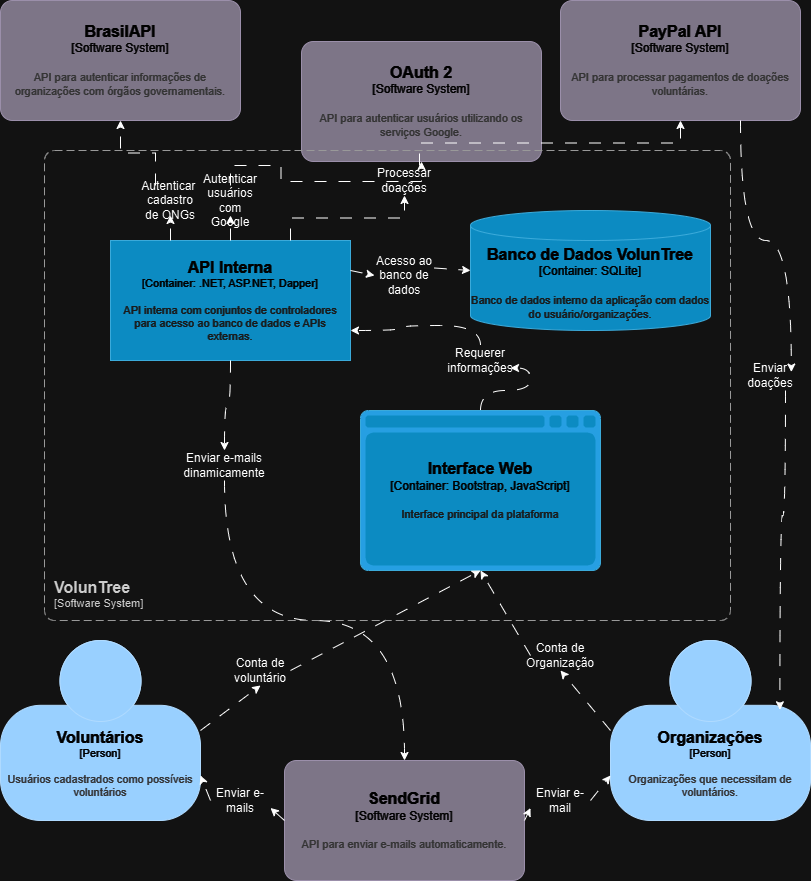 BrasilAPI
[Software System]
API para autenticar informações de
organizações com órgãos governamentais.
OAuth 2
[Software System]
API para autenticar usuários utilizando os
serviços Google.
PayPal API
[Software System]
API para processar pagamentos de doações
voluntárias.
Autenticar
cadastro
de ONGs
Autenticar
usuários
com
Google
Processar
doações
API Interna
[Container: .NET, ASP.NET, Dapper]
API interna com conjuntos de controladores
para acesso ao banco de dados e APIs
externas.
Acesso ao
banco de
dados
Banco de Dados VolunTree
[Container: SQLite]
Banco de dados interno da aplicação com dados
do usuário/organizações.
Requerer
informações
Enviar
doações
Enviar e-mails
dinamicamente
Interface Web
[Container: Bootstrap, JavaScript]
Interface principal da plataforma
VolunTree
[Software System]
Conta de
voluntário
Conta de
Organização
Voluntários
[Person]
Usuários cadastrados como possíveis
voluntários
Organizações
[Person]
Organizações que necessitam de
voluntários.
Enviar e-
mails
SendGrid
[Software System]
API para enviar e-mails automaticamente.
Enviar e-
mail